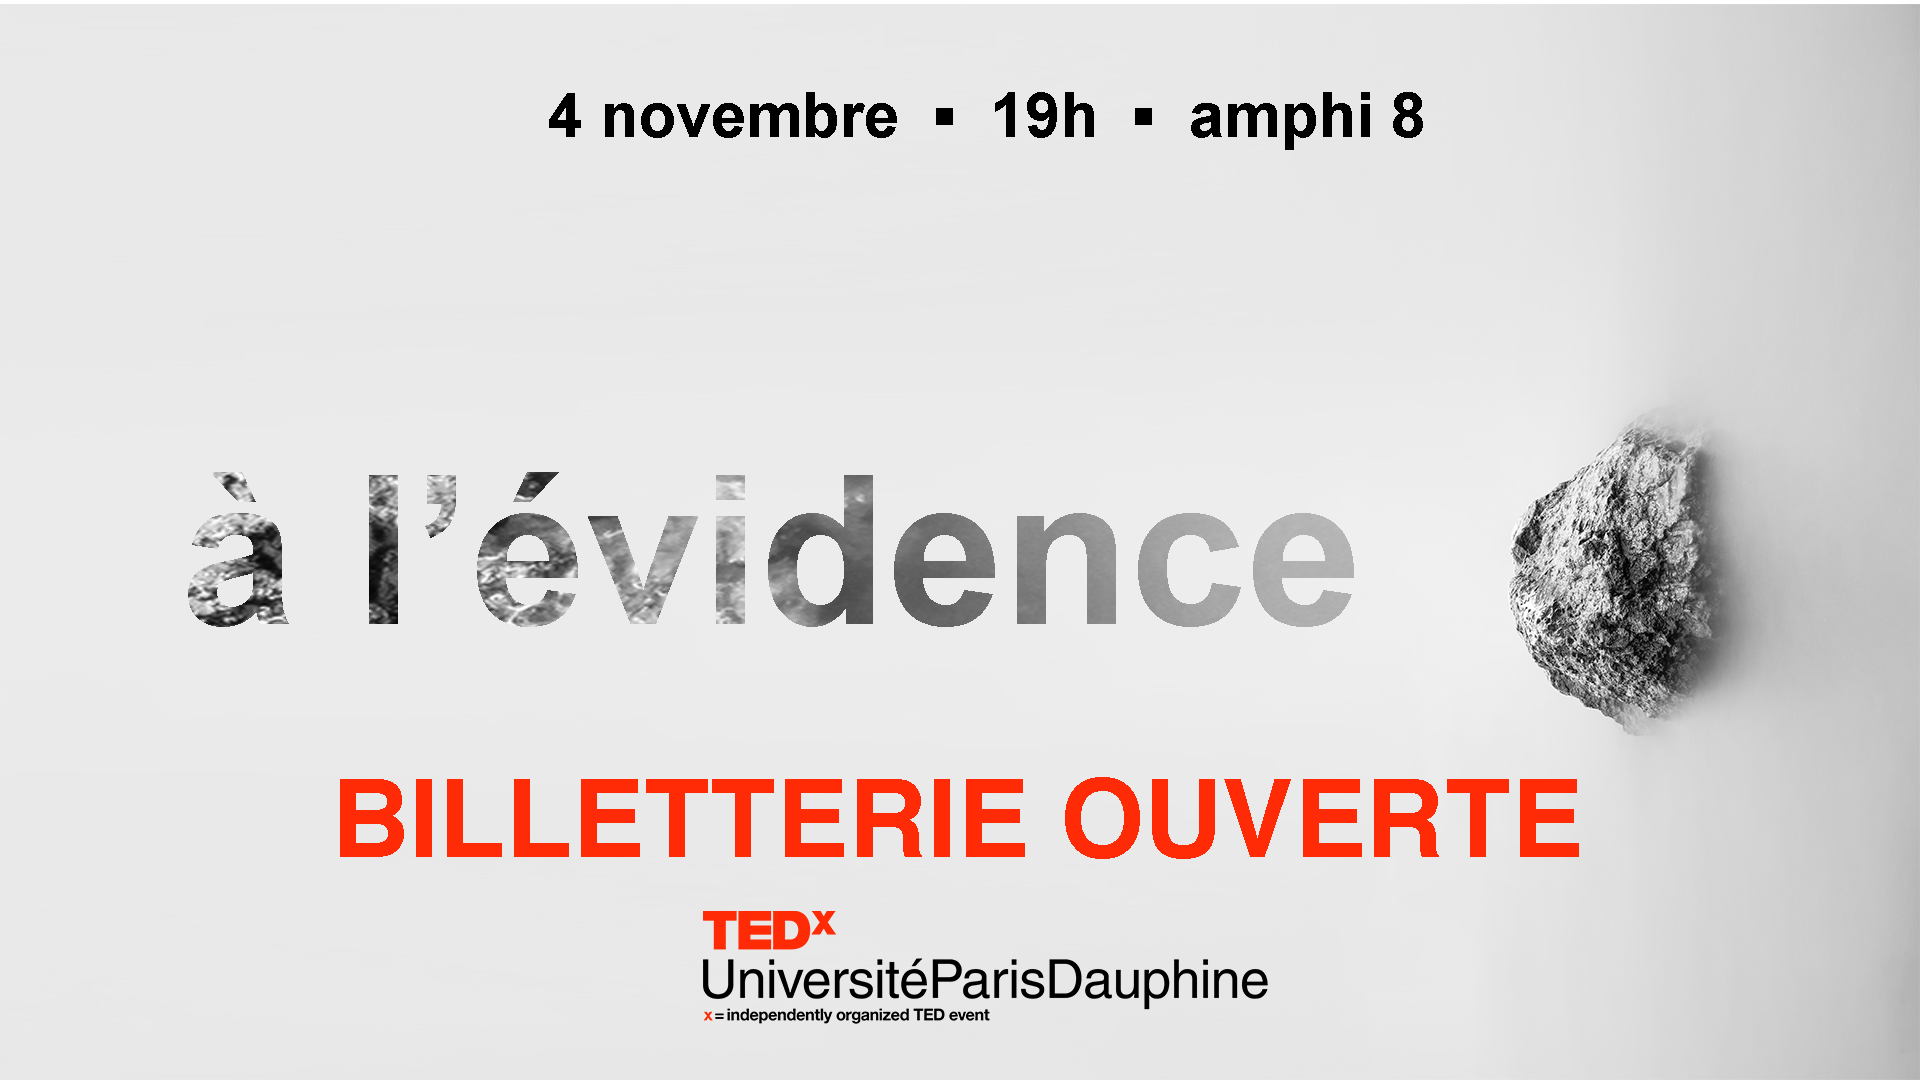 4 novembre ▪ 19h ▪ amphi 8
à l’évidence
BILLETTERIE OUVERTE
TEDx
UniversitéParisDauphine
x = independently organized TED event